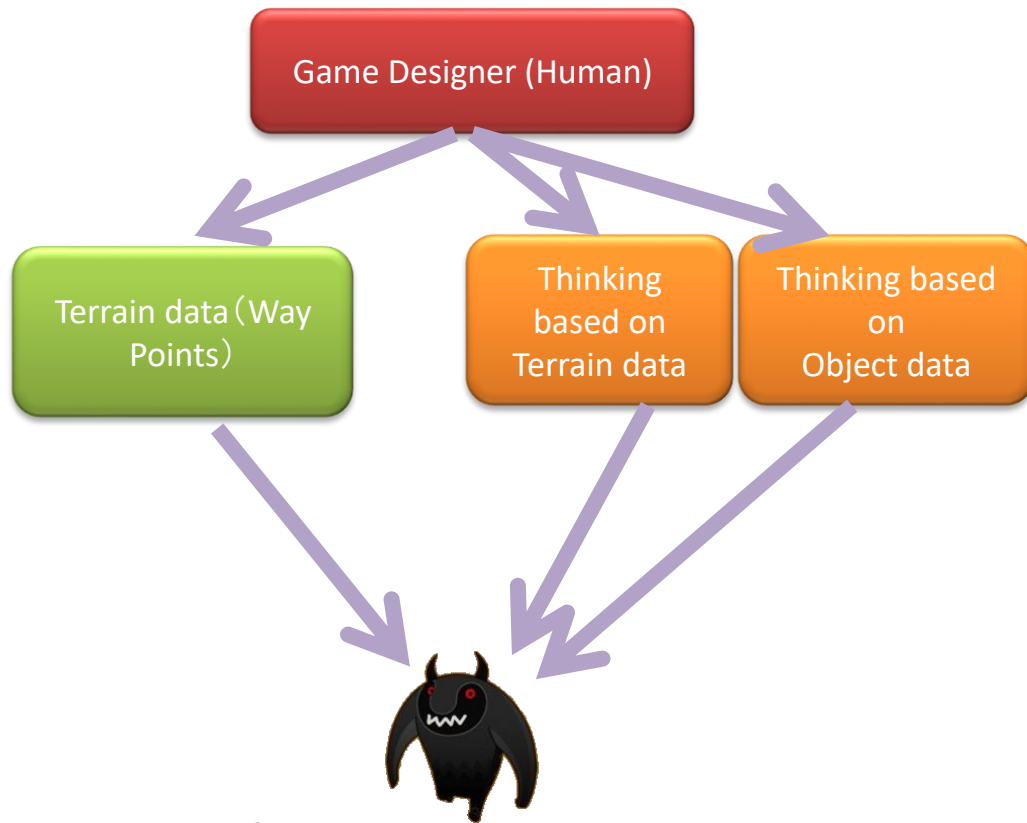 Game Designer (Human)
Terrain data（Way
Points）
Thinking
based on
Terrain data
Thinking based
on
Object data